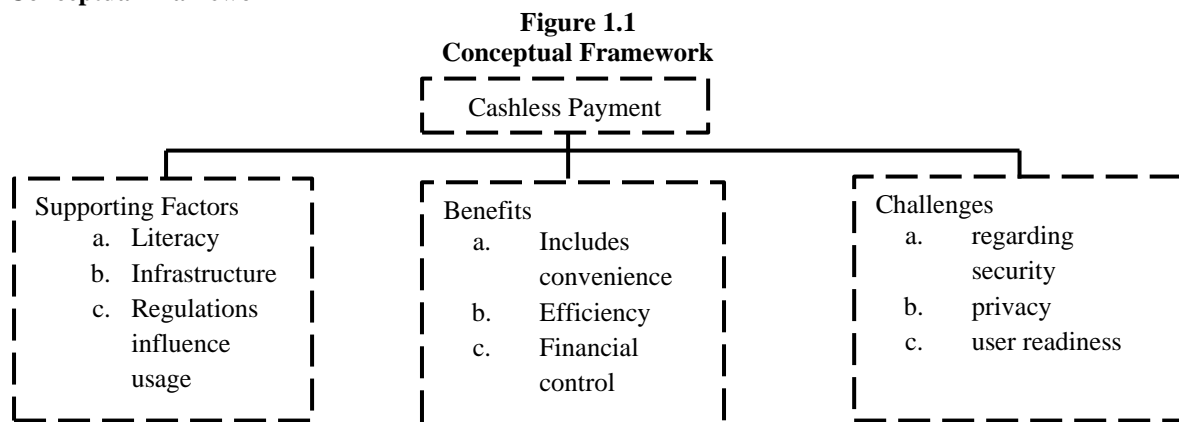 Figure 1.1
Conceptual Framework
Cashless Payment
Supporting Factors
a. Literacy
b. Infrastructure
c. Regulations
influence
usage
Benefits
a. Includes
convenience
b. Efficiency
c. Financial
control
Challenges
a. regarding
security
b. privacy
c. user readiness